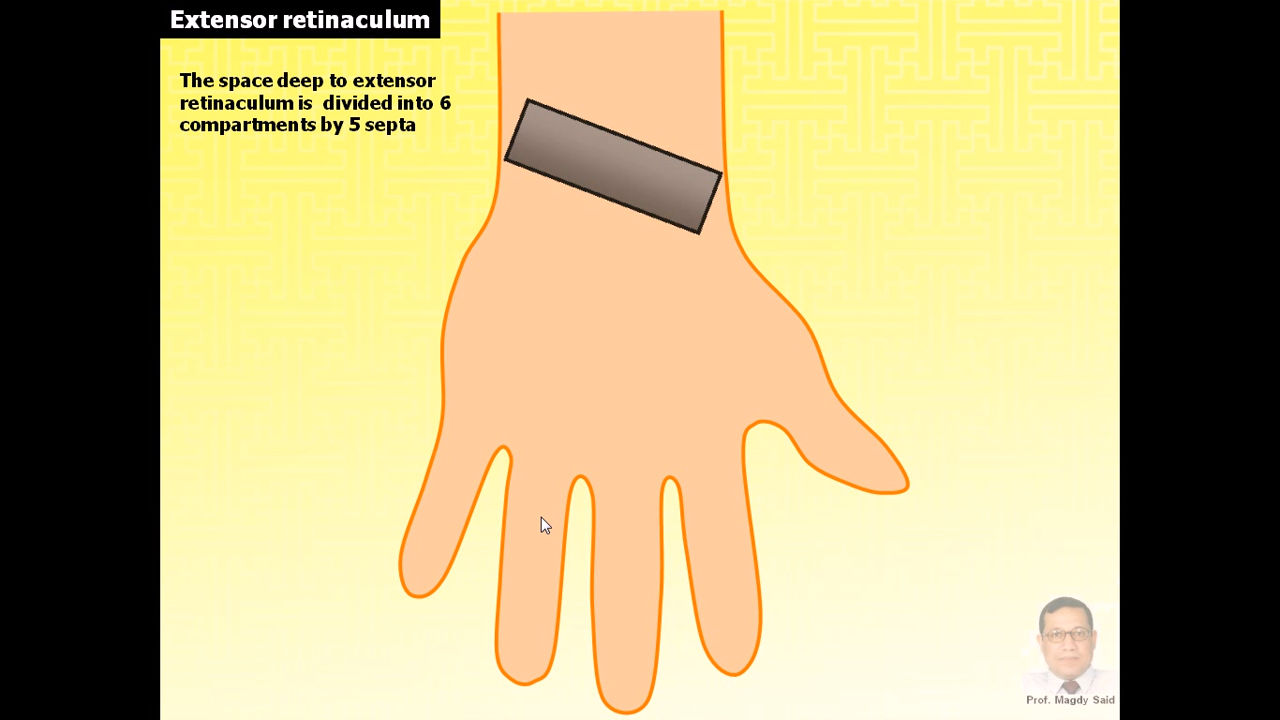 Extensor retinaculum
The space deep to extensor
retinaculum is divided into 6
compartments by 5 septa
Prof. Magdy Said